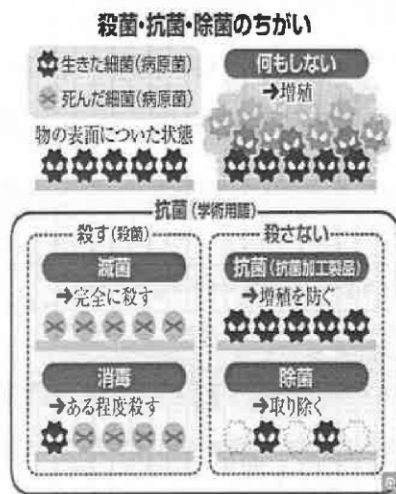 殺菌・抗菌・除菌のちがい
生きた細菌(病原菌)
死んだ細菌(病原菌)
物の表面についた状態
何もしない
→増殖
抗菌(学術用語)
殺す(殺菌)
滅菌
→完全に殺す
消毒
→ある程度殺す
殺さない
抗菌(抗菌加工製品)
→増殖を防ぐ
除菌
→取り除く